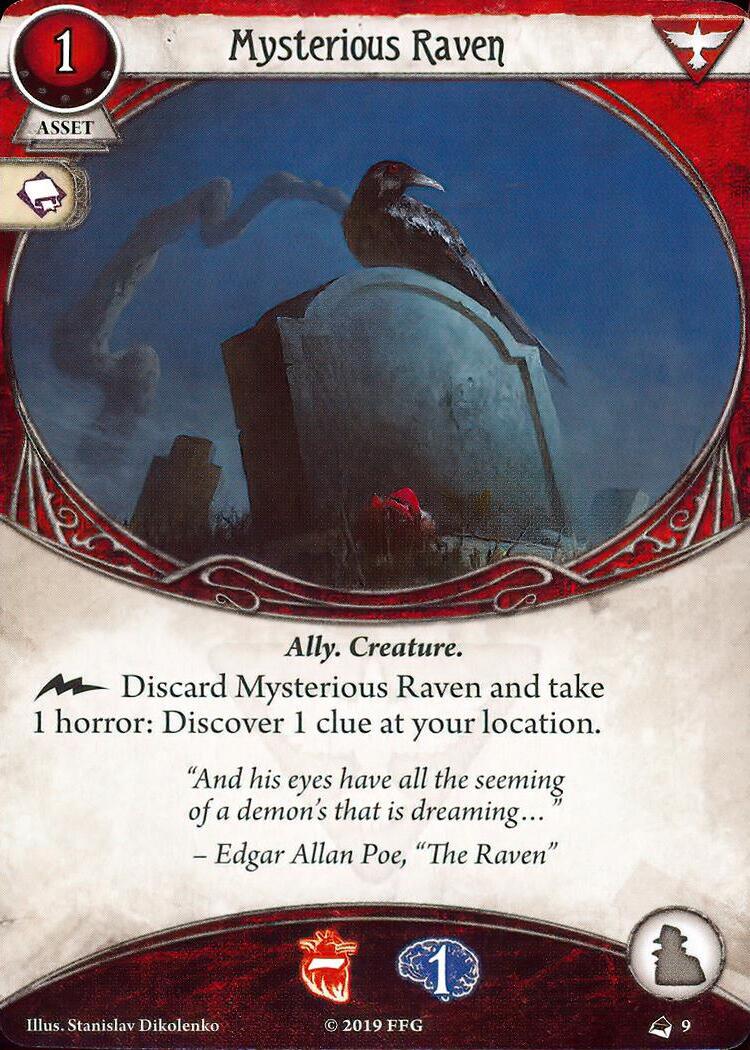 1
Mysterious Raven
ASSET
Ally. Creature.
Discard Mysterious Raven and take
1 horror: Discover 1 clue at your location.
“And his eyes have all the seeming
of a demon’s that is dreaming… ”
– Edgar Allan Poe, “The Raven”
–
1
Illus. Stanislav Dikolenko
© 2019 FFG
9